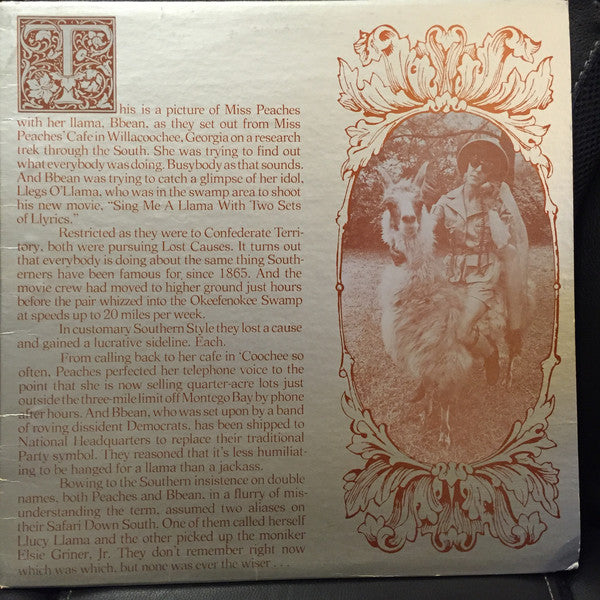 This is a picture of Miss Peaches
with her llama, Bbean, as they set out from Miss
Peaches' Cafe in Willacoochee, Georgia on a research
trek through the South. She was trying to find out
what everybody was doing. Busybody as that sounds.
And Bbean was trying to catch a glimpse of her idol,
Llegs O'Llama, who was in the swamp area to shoot
his new movie, "Sing Me A Llama With Two Sets
of Llyrics."
Restricted as they were to Confederate Terri-
tory, both were pursuing Lost Causes. It turns out
that everybody is doing about the same thing South-
erners have been famous for since 1865. And the
movie crew had moved to higher ground just hours
before the pair whizzed into the Okeefenokee Swamp
at speeds up to 20 miles per week.
In customary Southern Style they lost a cause
and gained a lucrative sideline. Each.
From calling back to her cafe in 'Coochee so
often, Peaches perfected her telephone voice to the
point that she is now selling quarter-acre lots just
outside the three-mile limit off Montego Bay by phone
after hours. And Bbean, who was set upon by a band
of roving dissident Democrats, has been shipped to
National Headquarters to replace their traditional
Party symbol. They reasoned that it's less humiliat-
ing to be hanged for a llama than a jackass.
Bowing to the Southern insistence on double
names, both Peaches and Bbean, in a flurry of mis-
understanding the term, assumed two aliases on
their Safari Down South. One of them called herself
Llucy Llama and the other picked up the moniker
Elsie Griner, Jr. They don't remember right now
which was which, but none was ever the wiser . . .